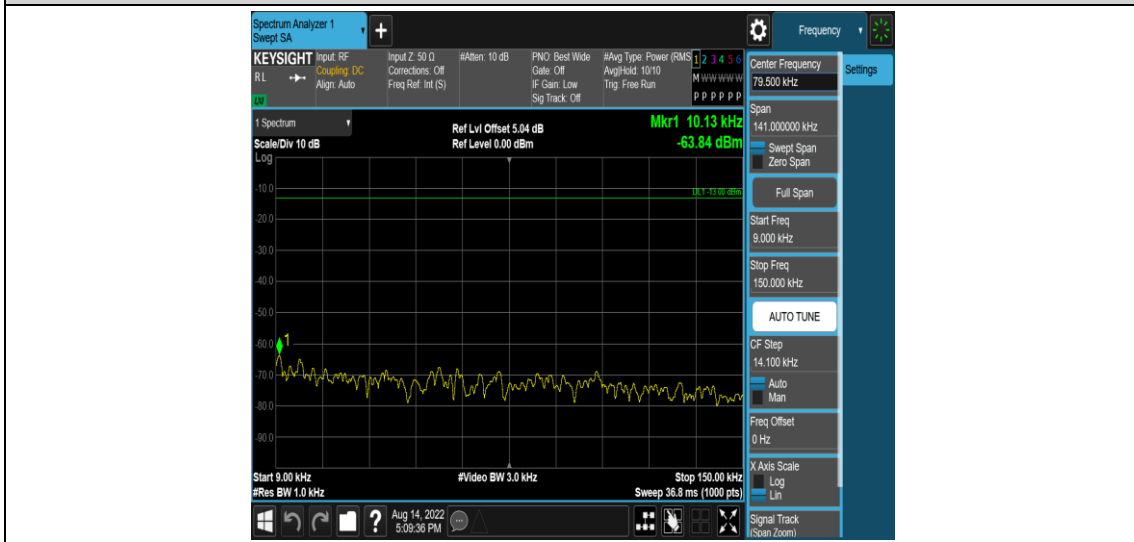 Spectrum Analyzer 1
Swept SA
+
Frequency
KEYSIGHT
RL
LXI
Input: RF
Coupling: DC
Align: Auto
Input Z: 50 Ω
Corrections: Off
Freq Ref: Int (S)
#Atten: 10 dB
PNO: Best Wide
Gate: Off
IF Gain: Low
Sig Track: Off
#Avg Type: Power (RMS
Avg|Hold: 10/10
Trig: Free Run
1 2 3 4 5 6
M W W W W W
P P P P P P
Center Frequency
79.500 kHz
Settings
1 Spectrum
Scale/Div 10 dB
Log
Ref Lvl Offset 5.04 dB
Ref Level 0.00 dBm
Mkr1 10.13 kHz
-63.84 dBm
DL1 -13.00 dBm
-10.0
-20.0
-30.0
-40.0
-50.0
-60.0
-70.0
-80.0
-90.0
1
Start 9.00 kHz
#Res BW 1.0 kHz
#Video BW 3.0 kHz
Stop 150.00 kHz
Sweep 36.8 ms (1000 pts)
Span
141.000000 kHz
Swept Span
Zero Span
Full Span
Start Freq
9.000 kHz
Stop Freq
150.000 kHz
AUTO TUNE
CF Step
14.100 kHz
Auto
Man
Freq Offset
0 Hz
X Axis Scale
Log
Lin
Signal Track
(Span Zoom)
?
Aug 14, 2022
5:09:36 PM